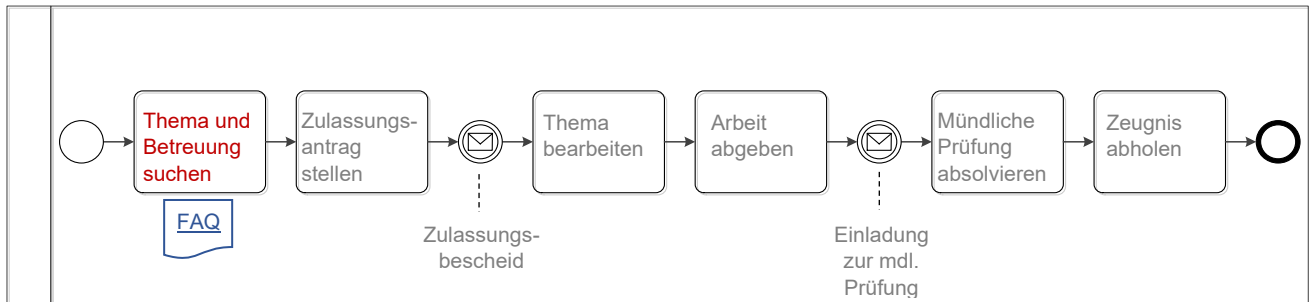 Thema und
Betreuung
suchen
FAQ
Zulassungs-
antrag
stellen
Zulassungs-
bescheid
Thema
bearbeiten
Arbeit
abgeben
Einladung
zur mdl.
Prüfung
Mündliche
Prüfung
absolvieren
Zeugnis
abholen